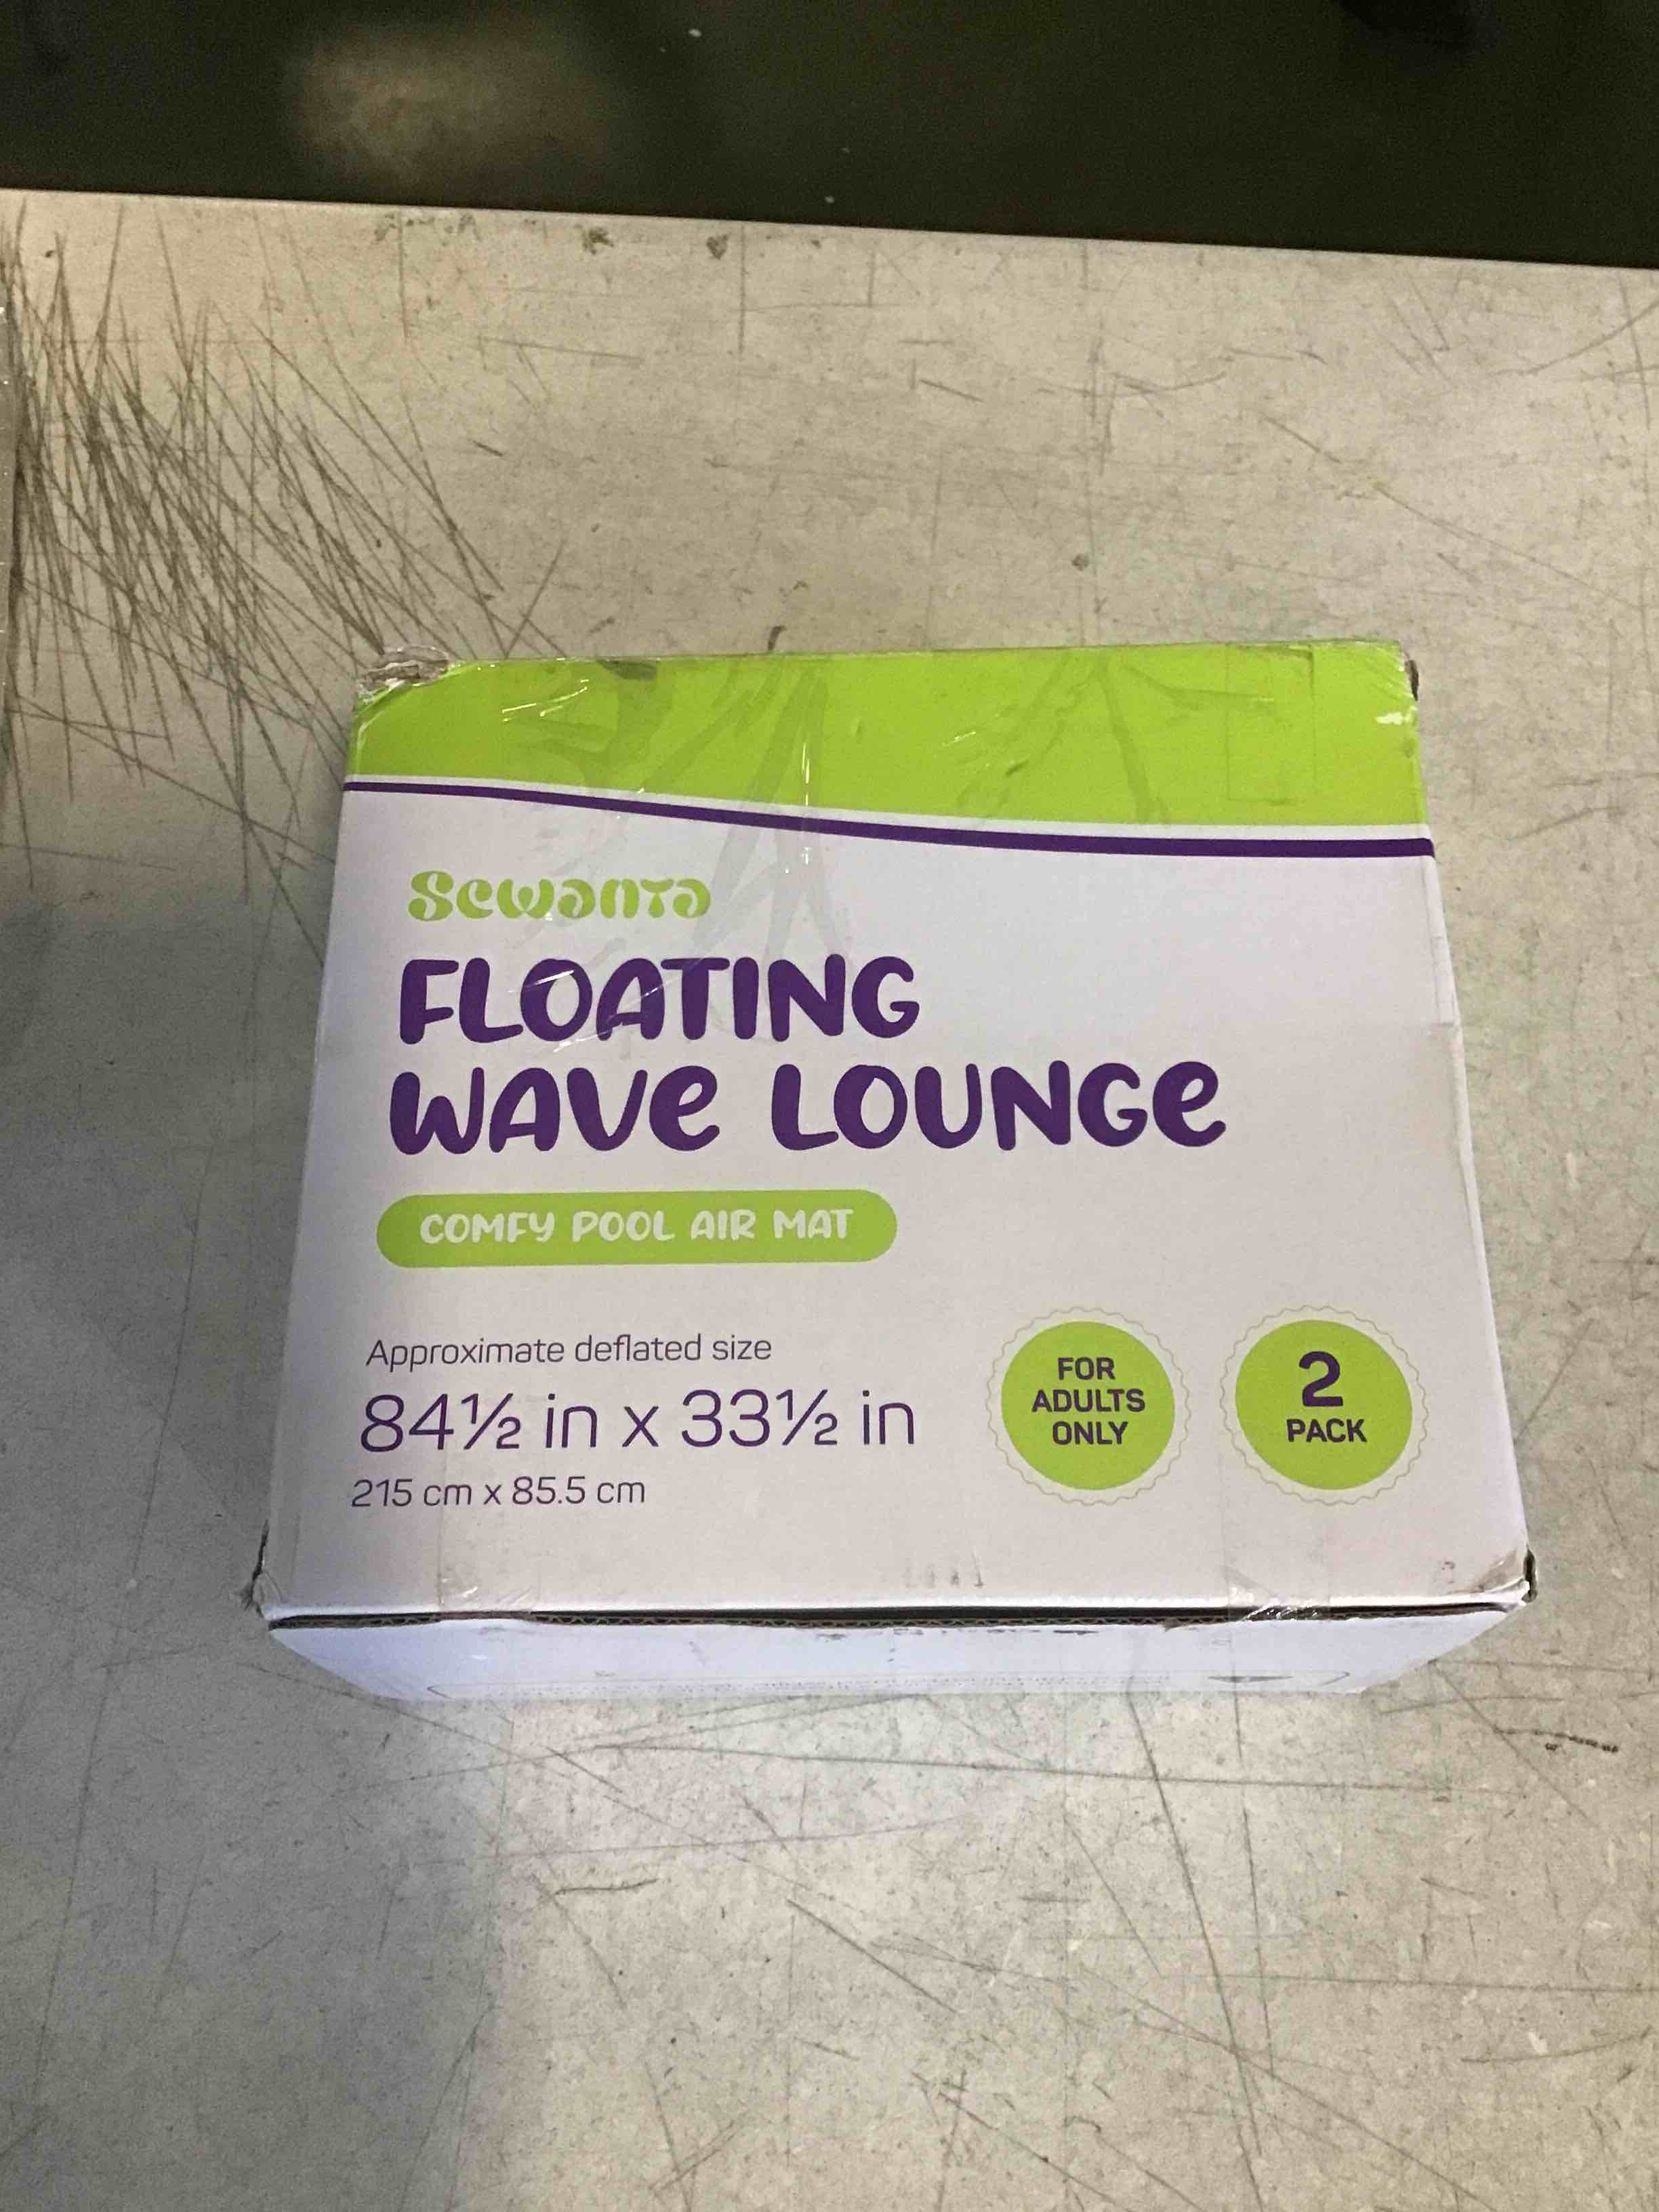 Sewanta
FLOATING
WAVE LOUNGE
COMFY POOL AIR MAT
Approximate deflated size
84½ in x 33½ in
215 cm x 85.5 cm
FOR
ADULTS
ONLY
2
PACK